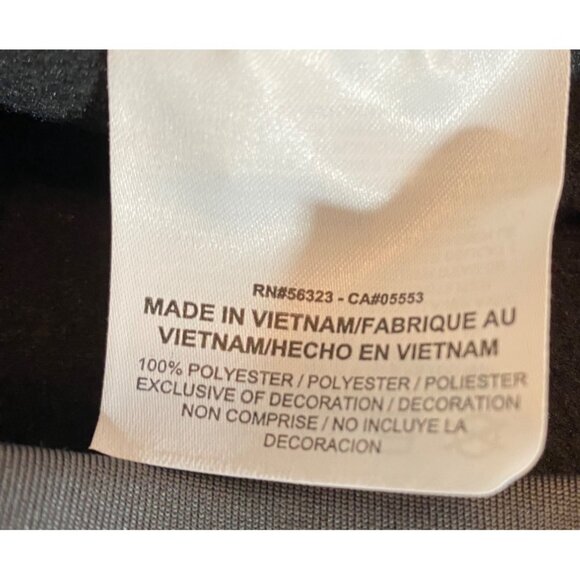 RN#56323 - CA#05553
MADE IN VIETNAM/FABRIQUE AU
VIETNAM/HECHO EN VIETNAM
100% POLYESTER / POLYESTER / POLIESTER
EXCLUSIVE OF DECORATION / DECORATION
NON COMPRISE / NO INCLUYE LA
DECORACION